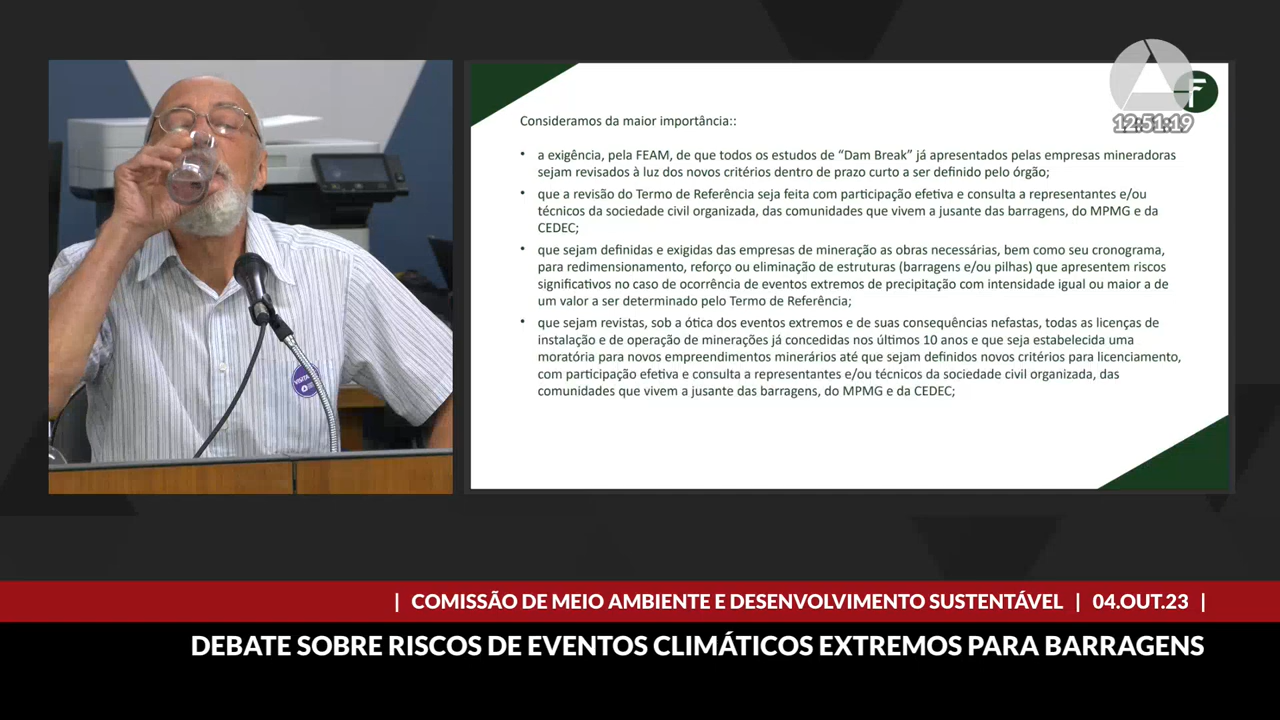 12:51:19
Consideramos da maior importância::
• a exigência, pela FEAM, de que todos os estudos de “Dam Break” já apresentados pelas empresas mineradoras
sejam revisados à luz dos novos critérios dentro de prazo curto a ser definido pelo órgão;
• que a revisão do Termo de Referência seja feita com participação efetiva e consulta a representantes e/ou
técnicos da sociedade civil organizada, das comunidades que vivem a jusante das barragens, do MPMG e da
CEDEC;
• que sejam definidas e exigidas das empresas de mineração as obras necessárias, bem como seu cronograma,
para redimensionamento, reforço ou eliminação de estruturas (barragens e/ou pilhas) que apresentem riscos
significativos no caso de ocorrência de eventos extremos de precipitação com intensidade igual ou maior a de
um valor a ser determinado pelo Termo de Referência;
• que sejam revistas, sob a ótica dos eventos extremos e de suas consequências nefastas, todas as licenças de
instalação e de operação de minerações já concedidas nos últimos 10 anos e que seja estabelecida uma
moratória para novos empreendimentos minerários até que sejam definidos novos critérios para licenciamento,
com participação efetiva e consulta a representantes e/ou técnicos da sociedade civil organizada, das
comunidades que vivem a jusante das barragens, do MPMG e da CEDEC;
VISITA
| COMISSÃO DE MEIO AMBIENTE E DESENVOLVIMENTO SUSTENTÁVEL | 04.OUT.23 |
DEBATE SOBRE RISCOS DE EVENTOS CLIMÁTICOS EXTREMOS PARA BARRAGENS